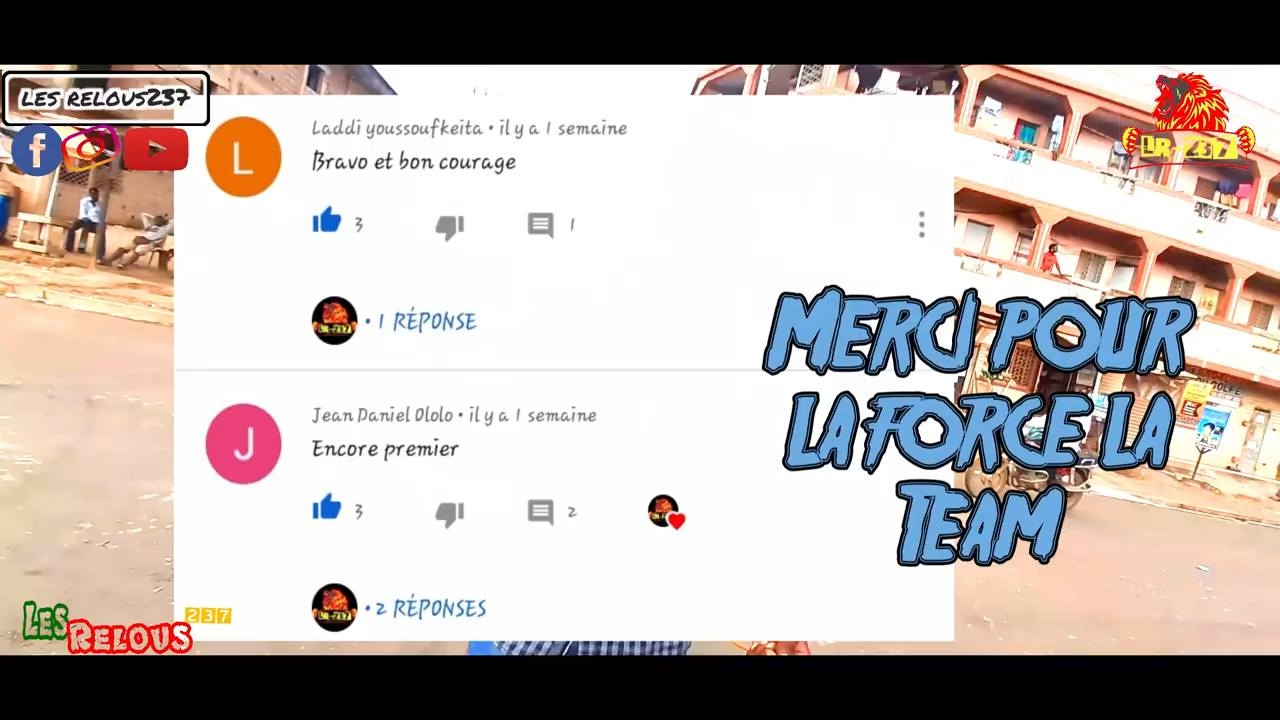 LES RELOUS237
LR-237
Laddi youssoufkeita • il y a 1 semaine
Bravo et bon courage
3
1
• 1 RÉPONSE
MERCI POUR
LA FORCE LA
TEAM
Jean Daniel Ololo • il y a 1 semaine
Encore premier
3
2
• 2 RÉPONSES
LES
RELOUS
237